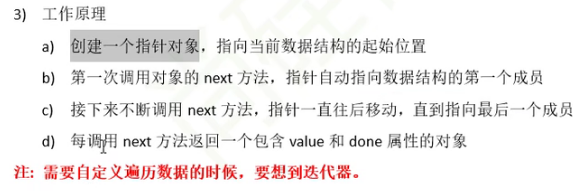 3) 工作原理
a) 创建一个指针对象，指向当前数据结构的起始位置
b) 第一次调用对象的 next 方法，指针自动指向数据结构的第一个成员
c) 接下来不断调用 next 方法，指针一直往后移动，直到指向最后一个成员
d) 每调用 next 方法返回一个包含 value 和 done 属性的对象
注: 需要自定义遍历数据的时候，要想到迭代器。